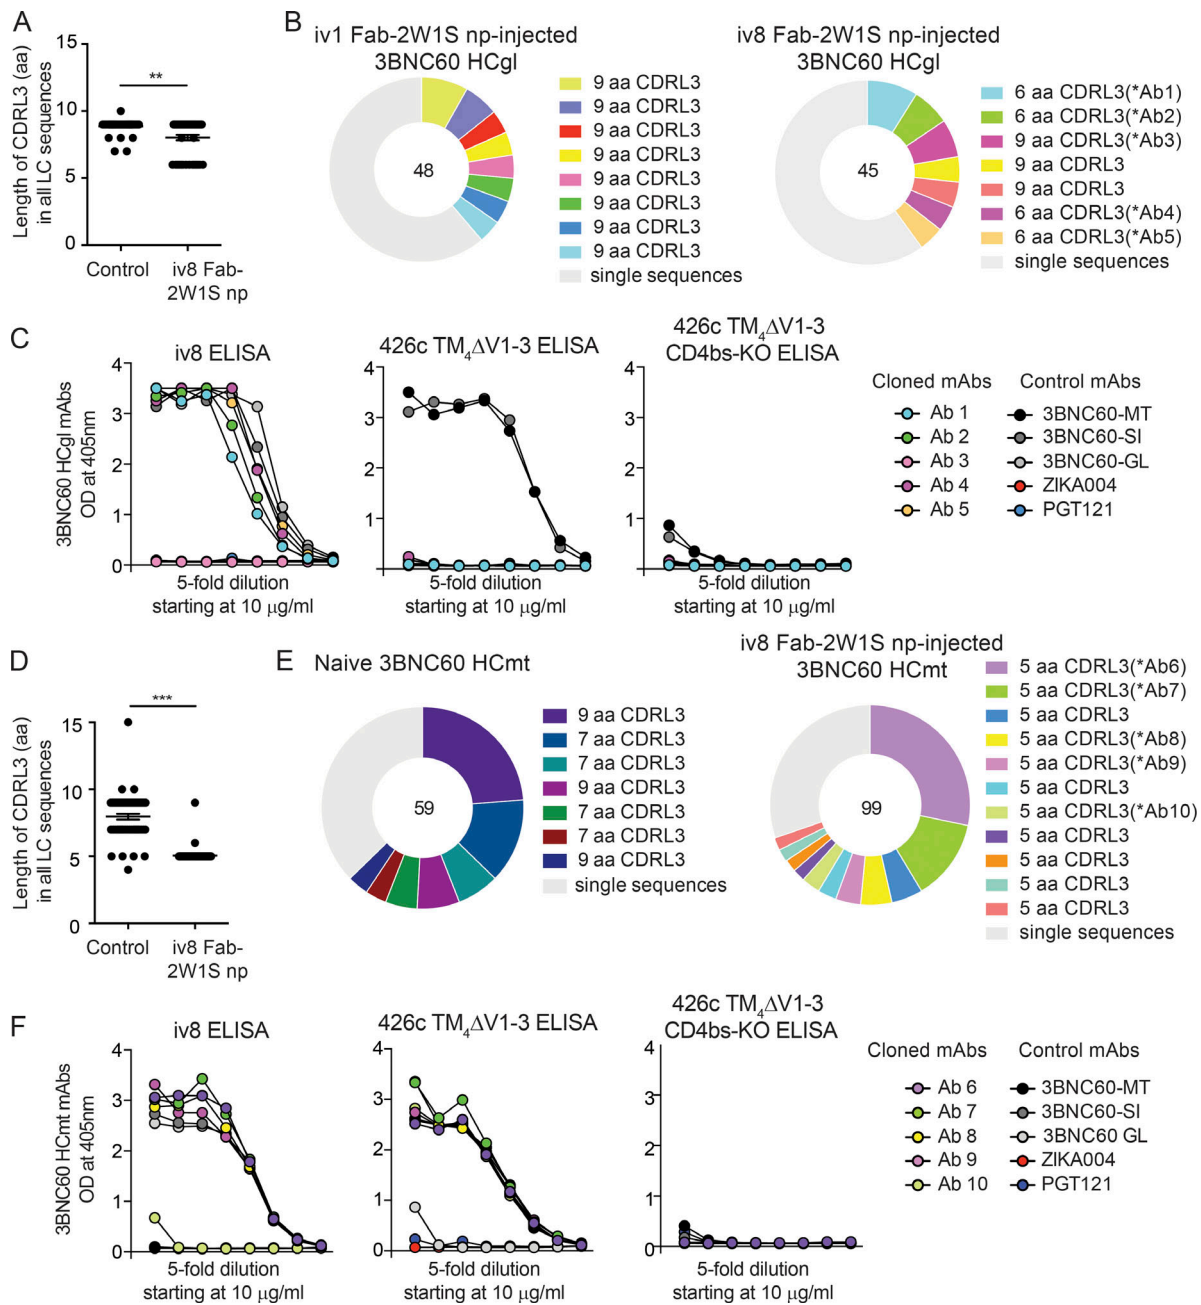 A
Length of CDRL3 (aa)
in all LC sequences
15
10
5
0
**
Control
iv8 Fab-
2W1S np
B
iv1 Fab-2W1S np-injected
3BNC60 HCgl
48
9 aa CDRL3
9 aa CDRL3
9 aa CDRL3
9 aa CDRL3
9 aa CDRL3
9 aa CDRL3
9 aa CDRL3
9 aa CDRL3
single sequences
iv8 Fab-2W1S np-injected
3BNC60 HCgl
45
6 aa CDRL3(*Ab1)
6 aa CDRL3(*Ab2)
9 aa CDRL3(*Ab3)
9 aa CDRL3
9 aa CDRL3
6 aa CDRL3(*Ab4)
6 aa CDRL3(*Ab5)
single sequences
C
3BNC60 HCgl mAbs
OD at 405nm
iv8 ELISA
4
3
2
1
0
5-fold dilution
starting at 10 μg/ml
426c TM4ΔV1-3 ELISA
4
3
2
1
5-fold dilution
starting at 10 μg/ml
426c TM4ΔV1-3
CD4bs-KO ELISA
4
3
2
1
0
5-fold dilution
starting at 10 μg/ml
Cloned mAbs
Ab 1
Ab 2
Ab 3
Ab 4
Ab 5
Control mAbs
3BNC60-MT
3BNC60-SI
3BNC60-GL
ZIKA004
PGT121
D
Length of CDRL3 (aa)
in all LC sequences
15
10
5
0
***
Control
iv8 Fab-
2W1S np
E
Naive 3BNC60 HCmt
59
9 aa CDRL3
7 aa CDRL3
7 aa CDRL3
9 aa CDRL3
7 aa CDRL3
7 aa CDRL3
9 aa CDRL3
single sequences
iv8 Fab-2W1S np-injected
3BNC60 HCmt
99
5 aa CDRL3(*Ab6)
5 aa CDRL3(*Ab7)
5 aa CDRL3
5 aa CDRL3(*Ab8)
5 aa CDRL3(*Ab9)
5 aa CDRL3
5 aa CDRL3(*Ab10)
5 aa CDRL3
5 aa CDRL3
5 aa CDRL3
5 aa CDRL3
single sequences
F
3BNC60 HCmt mAbs
OD at 405nm
iv8 ELISA
4
3
2
1
0
5-fold dilution
starting at 10 μg/ml
426c TM4ΔV1-3 ELISA
4
3
2
1
0
5-fold dilution
starting at 10 μg/ml
426c TM4ΔV1-3
CD4bs-KO ELISA
4
3
2
1
0
5-fold dilution
starting at 10 μg/ml
Cloned mAbs
Ab 6
Ab 7
Ab 8
Ab 9
Ab 10
Control mAbs
3BNC60-MT
3BNC60-SI
3BNC60 GL
ZIKA004
PGT121